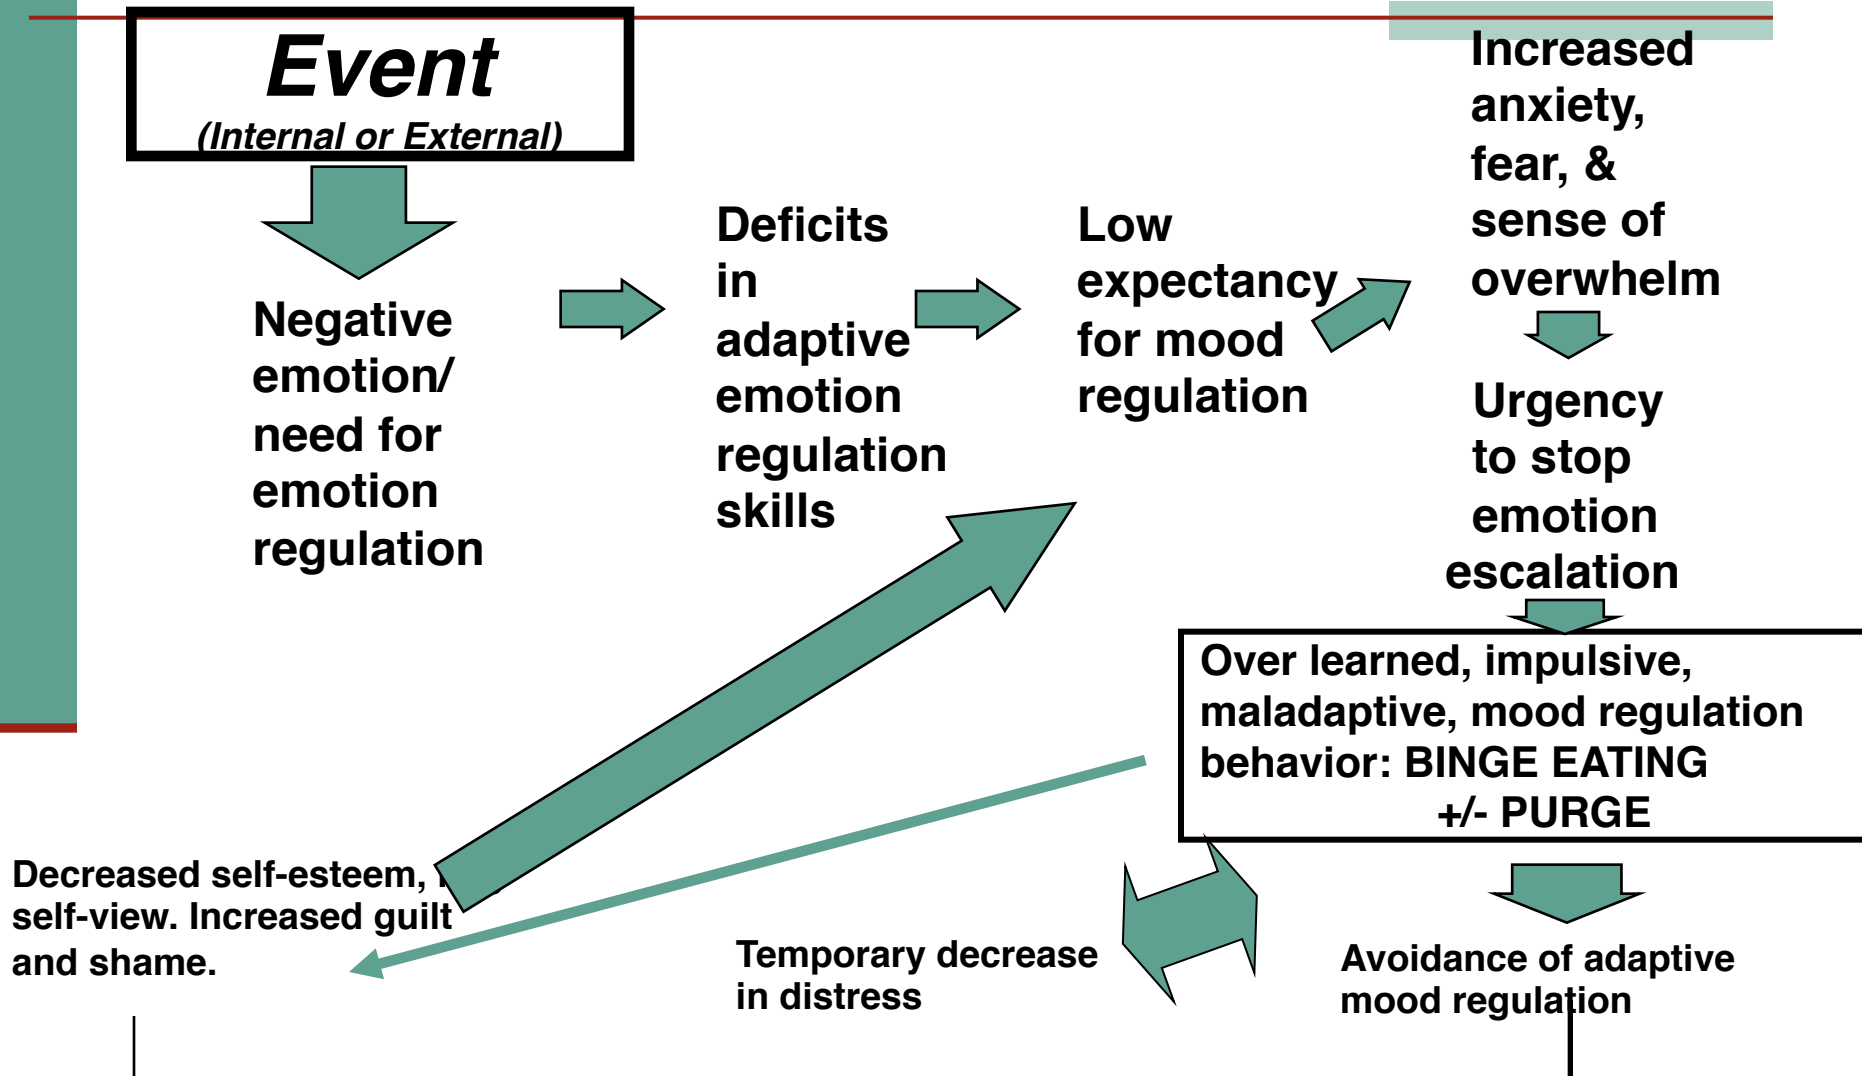 Event
(Internal or External)
Negative
emotion/
need for
emotion
regulation
Deficits
in
adaptive
emotion
regulation
skills
Low
expectancy
for mood
regulation
Increased
anxiety,
fear, &
sense of
overwhelm
Urgency
to stop
emotion
escalation
Over learned, impulsive,
maladaptive, mood regulation
behavior: BINGE EATING
+/- PURGE
Decreased self-esteem,
self-view. Increased guilt
and shame.
Temporary decrease
in distress
Avoidance of adaptive
mood regulation